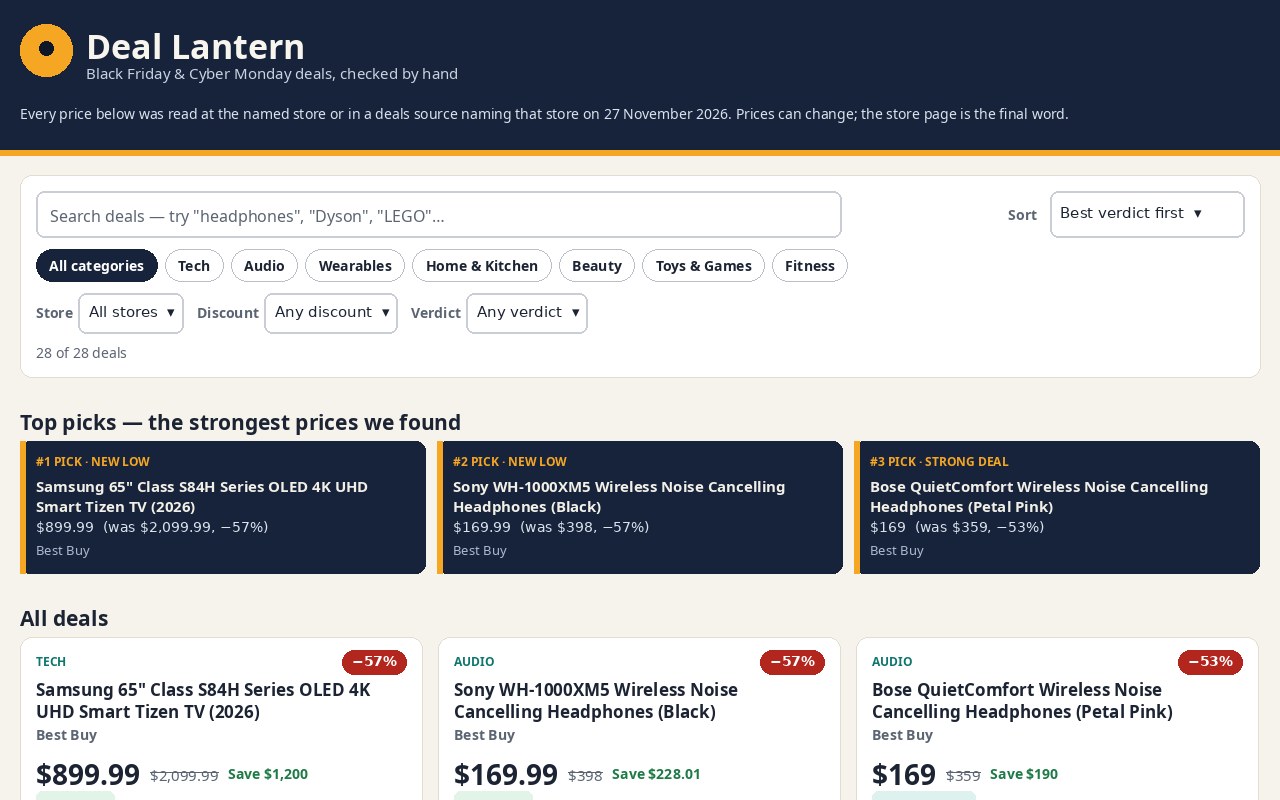 Deal Lantern
Black Friday & Cyber Monday deals, checked by hand
Every price below was read at the named store or in a deals source naming that store on 27 November 2026. Prices can change; the store page is the final word.
Search deals — try "headphones", "Dyson", "LEGO"...
Sort Best verdict first ▾
All categories Tech Audio Wearables Home & Kitchen Beauty Toys & Games Fitness
Store All stores ▾ Discount Any discount ▾ Verdict Any verdict ▾
28 of 28 deals
Top picks — the strongest prices we found
#1 PICK · NEW LOW
Samsung 65" Class S84H Series OLED 4K UHD
Smart Tizen TV (2026)
$899.99 (was $2,099.99, −57%)
Best Buy
#2 PICK · NEW LOW
Sony WH-1000XM5 Wireless Noise Cancelling
Headphones (Black)
$169.99 (was $398, −57%)
Best Buy
#3 PICK · STRONG DEAL
Bose QuietComfort Wireless Noise Cancelling
Headphones (Petal Pink)
$169 (was $359, −53%)
Best Buy
All deals
TECH −57%
Samsung 65" Class S84H Series OLED 4K
UHD Smart Tizen TV (2026)
Best Buy
$899.99 $2,099.99 Save $1,200
AUDIO −57%
Sony WH-1000XM5 Wireless Noise
Cancelling Headphones (Black)
Best Buy
$169.99 $398 Save $228.01
AUDIO −53%
Bose QuietComfort Wireless Noise
Cancelling Headphones (Petal Pink)
Best Buy
$169 $359 Save $190